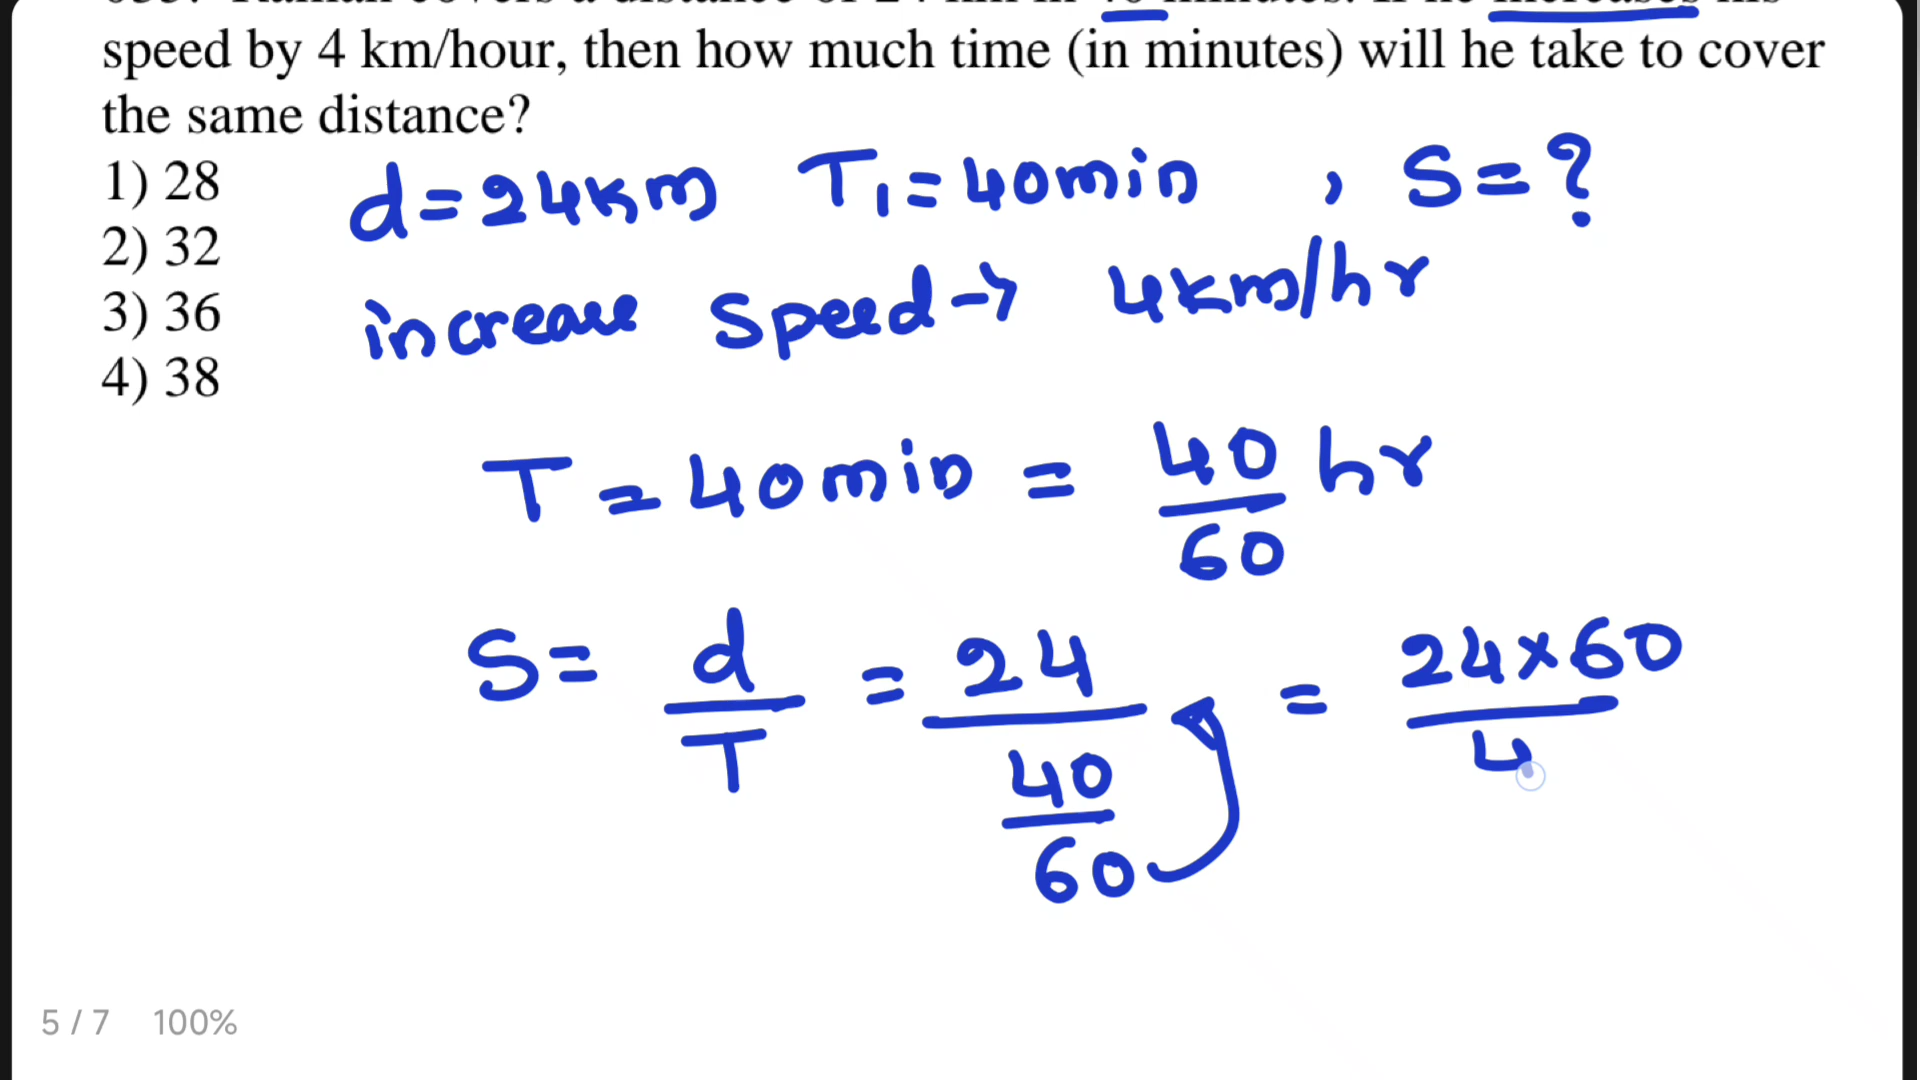 speed by 4 km/hour, then how much time (in minutes) will he take to cover
the same distance?
1) 28
2) 32
3) 36
4) 38
d=24km T₁=40min , S=?
increase speed→ 4km/hr
T=40min = 40/60 hr
S= d/T = 24/(40/60) = 24×60/4
5 / 7 100%